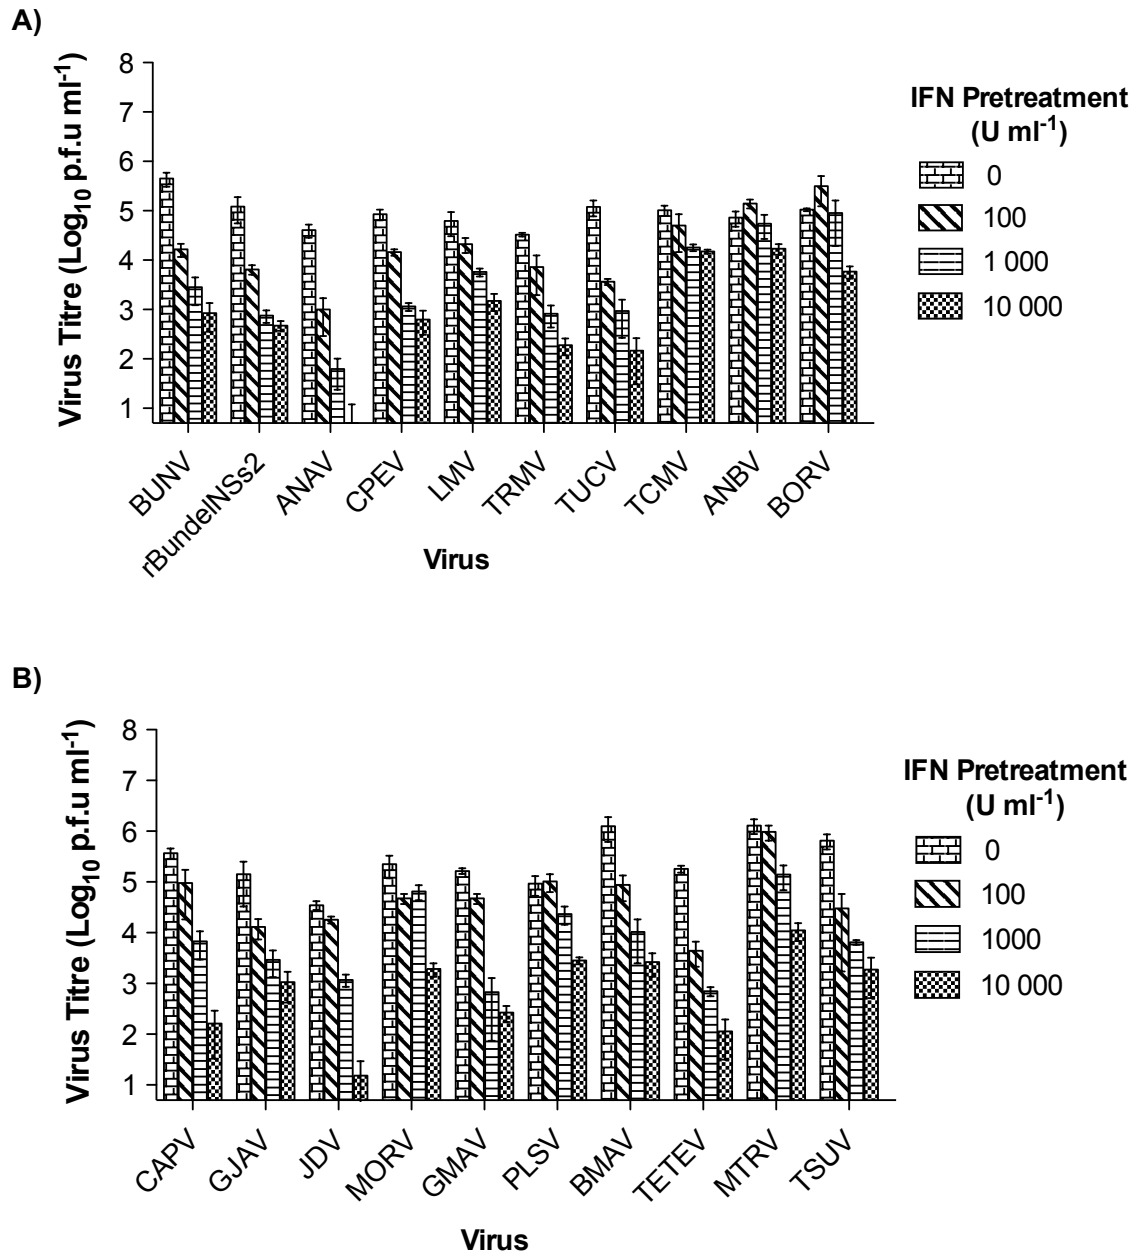 A)
Virus Titre (Log10 p.f.u ml-1)
8
7
6
5
4
3
2
1
BUNV
rBundelNSs2
ANAV
CPEV
LMV
TRMV
TUCV
TCMV
ANBV
BORV
Virus
IFN Pretreatment
(U ml-1)
0
100
1 000
10 000
B)
Virus Titre (Log10 p.f.u ml-1)
8
7
6
5
4
3
2
1
CAPV
GJAV
JDV
MORV
GMAV
PLSV
BMAV
TETEV
MTRV
TSUV
Virus
IFN Pretreatment
(U ml-1)
0
100
1000
10 000